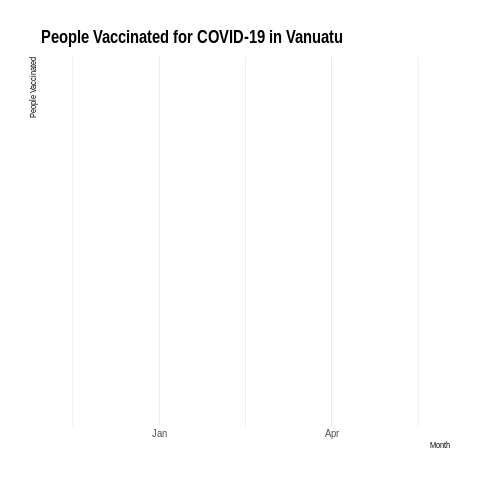 People Vaccinated for COVID-19 in Vanuatu
People Vaccinated
Jan
Apr
Month